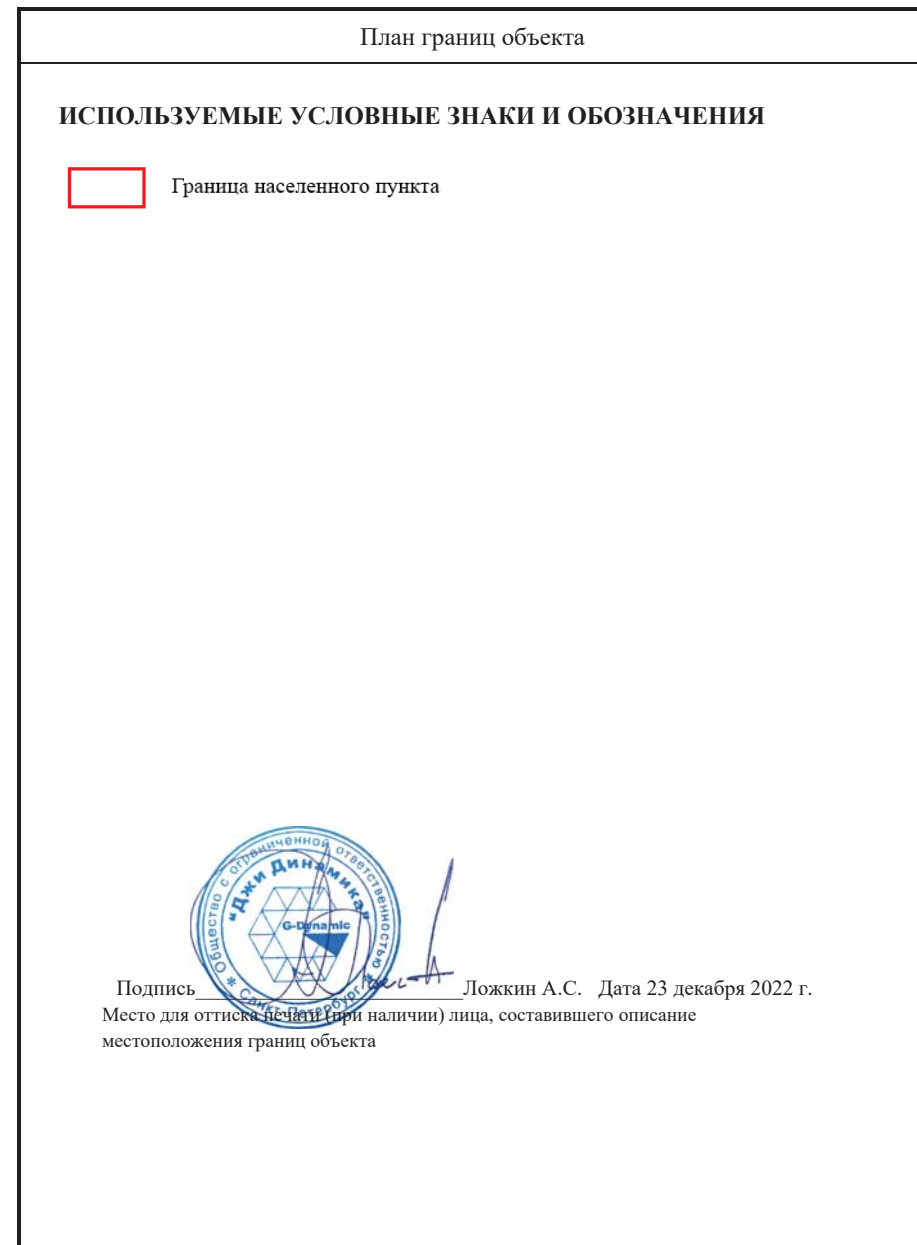 План границ объекта
ИСПОЛЬЗУЕМЫЕ УСЛОВНЫЕ ЗНАКИ И ОБОЗНАЧЕНИЯ
Граница населенного пункта
Общество с ограниченной ответственностью
"Джи Динамика"
G-Dynamic
* Санкт-Петербург *
Подпись Ложкин А.С. Дата 23 декабря 2022 г.
Место для оттиска печати (при наличии) лица, составившего описание
местоположения границ объекта